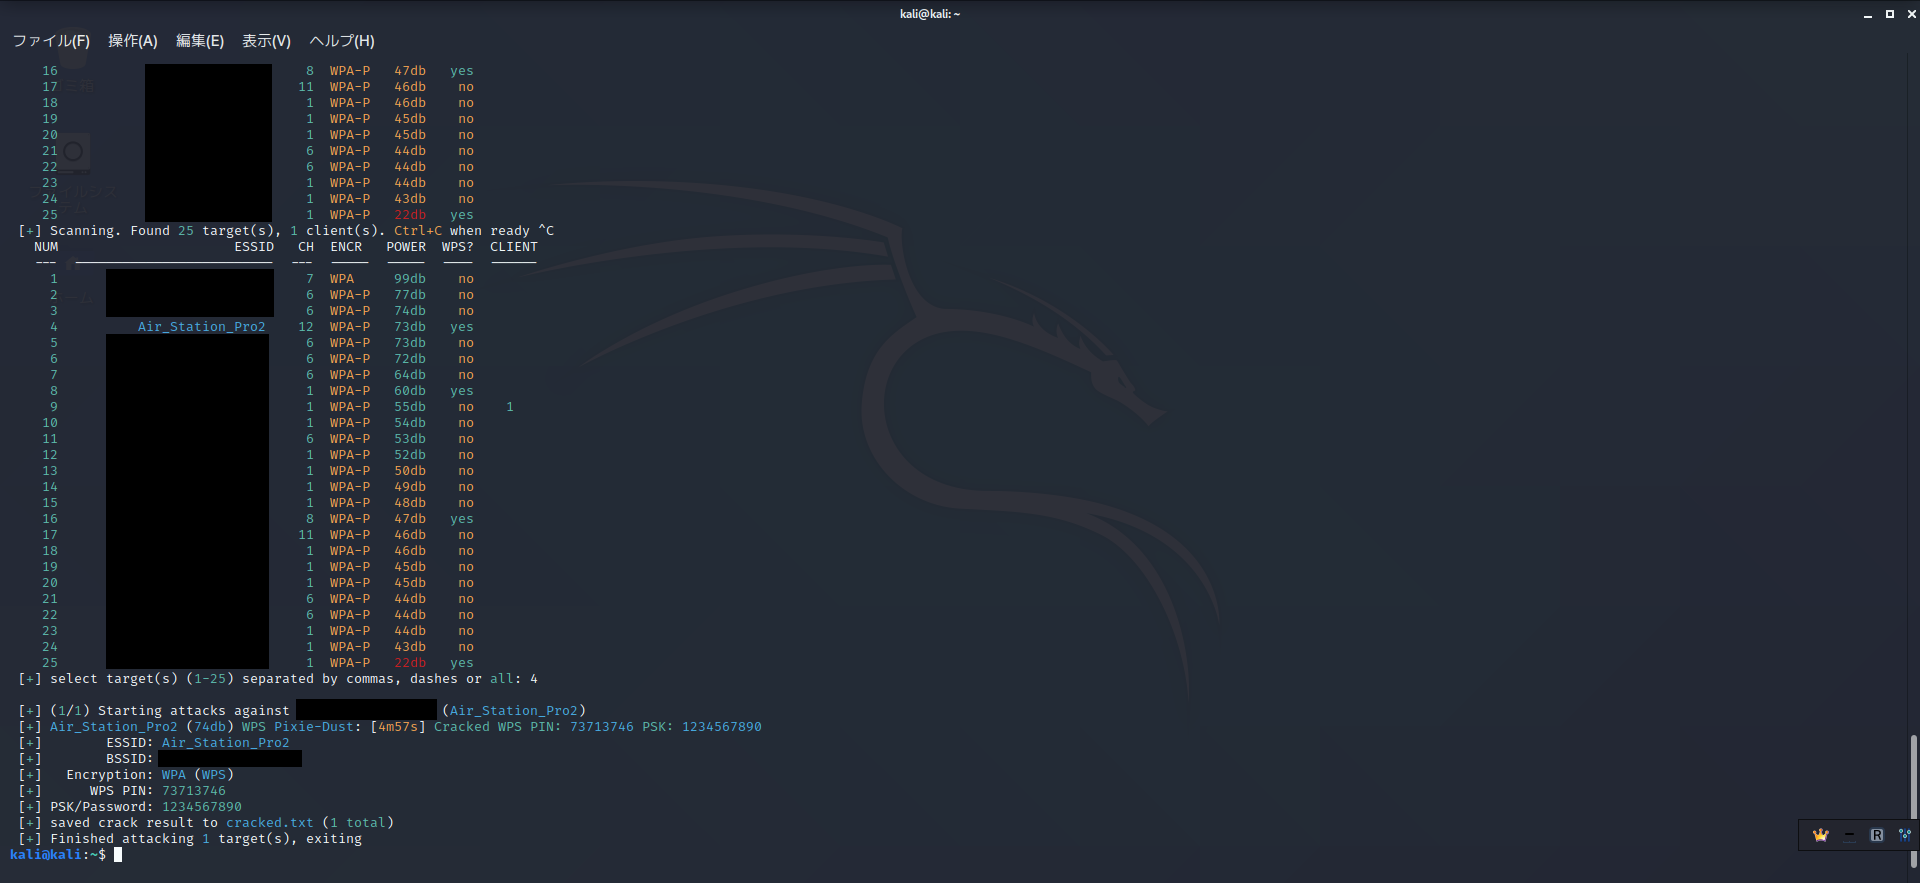 kali@kali: ~
ファイル(F) 操作(A) 編集(E) 表示(V) ヘルプ(H)
16 8 WPA-P 47db yes
17 11 WPA-P 46db no
18 1 WPA-P 46db no
19 1 WPA-P 45db no
20 1 WPA-P 45db no
21 6 WPA-P 44db no
22 6 WPA-P 44db no
23 1 WPA-P 44db no
24 1 WPA-P 43db no
25 1 WPA-P 22db yes
[+] Scanning. Found 25 target(s), 1 client(s). Ctrl+C when ready ^C
NUM ESSID CH ENCR POWER WPS? CLIENT
--- ------------------------- --- ----- ----- ---- ------
1 7 WPA 99db no
2 6 WPA-P 77db no
3 6 WPA-P 74db no
4 Air_Station_Pro2 12 WPA-P 73db yes
5 6 WPA-P 73db no
6 6 WPA-P 72db no
7 6 WPA-P 64db no
8 1 WPA-P 60db yes
9 1 WPA-P 55db no 1
10 1 WPA-P 54db no
11 6 WPA-P 53db no
12 1 WPA-P 52db no
13 1 WPA-P 50db no
14 1 WPA-P 49db no
15 1 WPA-P 48db no
16 8 WPA-P 47db yes
17 11 WPA-P 46db no
18 1 WPA-P 46db no
19 1 WPA-P 45db no
20 1 WPA-P 45db no
21 6 WPA-P 44db no
22 6 WPA-P 44db no
23 1 WPA-P 44db no
24 1 WPA-P 43db no
25 1 WPA-P 22db yes
[+] select target(s) (1-25) separated by commas, dashes or all: 4
[+] (1/1) Starting attacks against (Air_Station_Pro2)
[+] Air_Station_Pro2 (74db) WPS Pixie-Dust: [4m57s] Cracked WPS PIN: 73713746 PSK: 1234567890
[+] ESSID: Air_Station_Pro2
[+] BSSID:
[+] Encryption: WPA (WPS)
[+] WPS PIN: 73713746
[+] PSK/Password: 1234567890
[+] saved crack result to cracked.txt (1 total)
[+] Finished attacking 1 target(s), exiting
kali@kali:~$
R